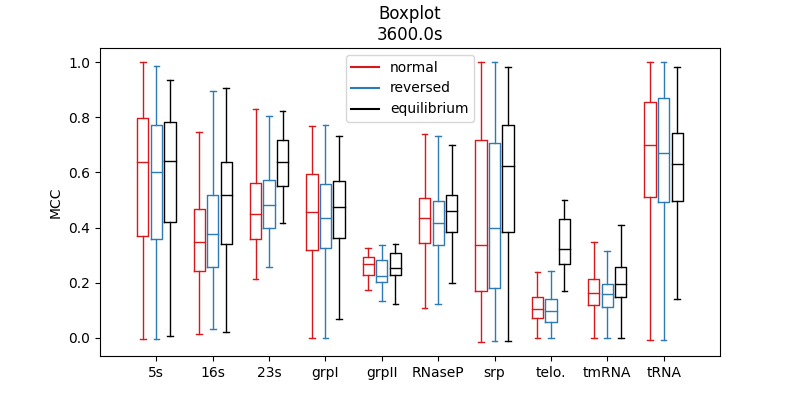 Boxplot
3600.0s
normal
reversed
equilibrium
MCC
1.0
0.8
0.6
0.4
0.2
0.0
5s 16s 23s grpI grpII RNaseP srp telo. tmRNA tRNA